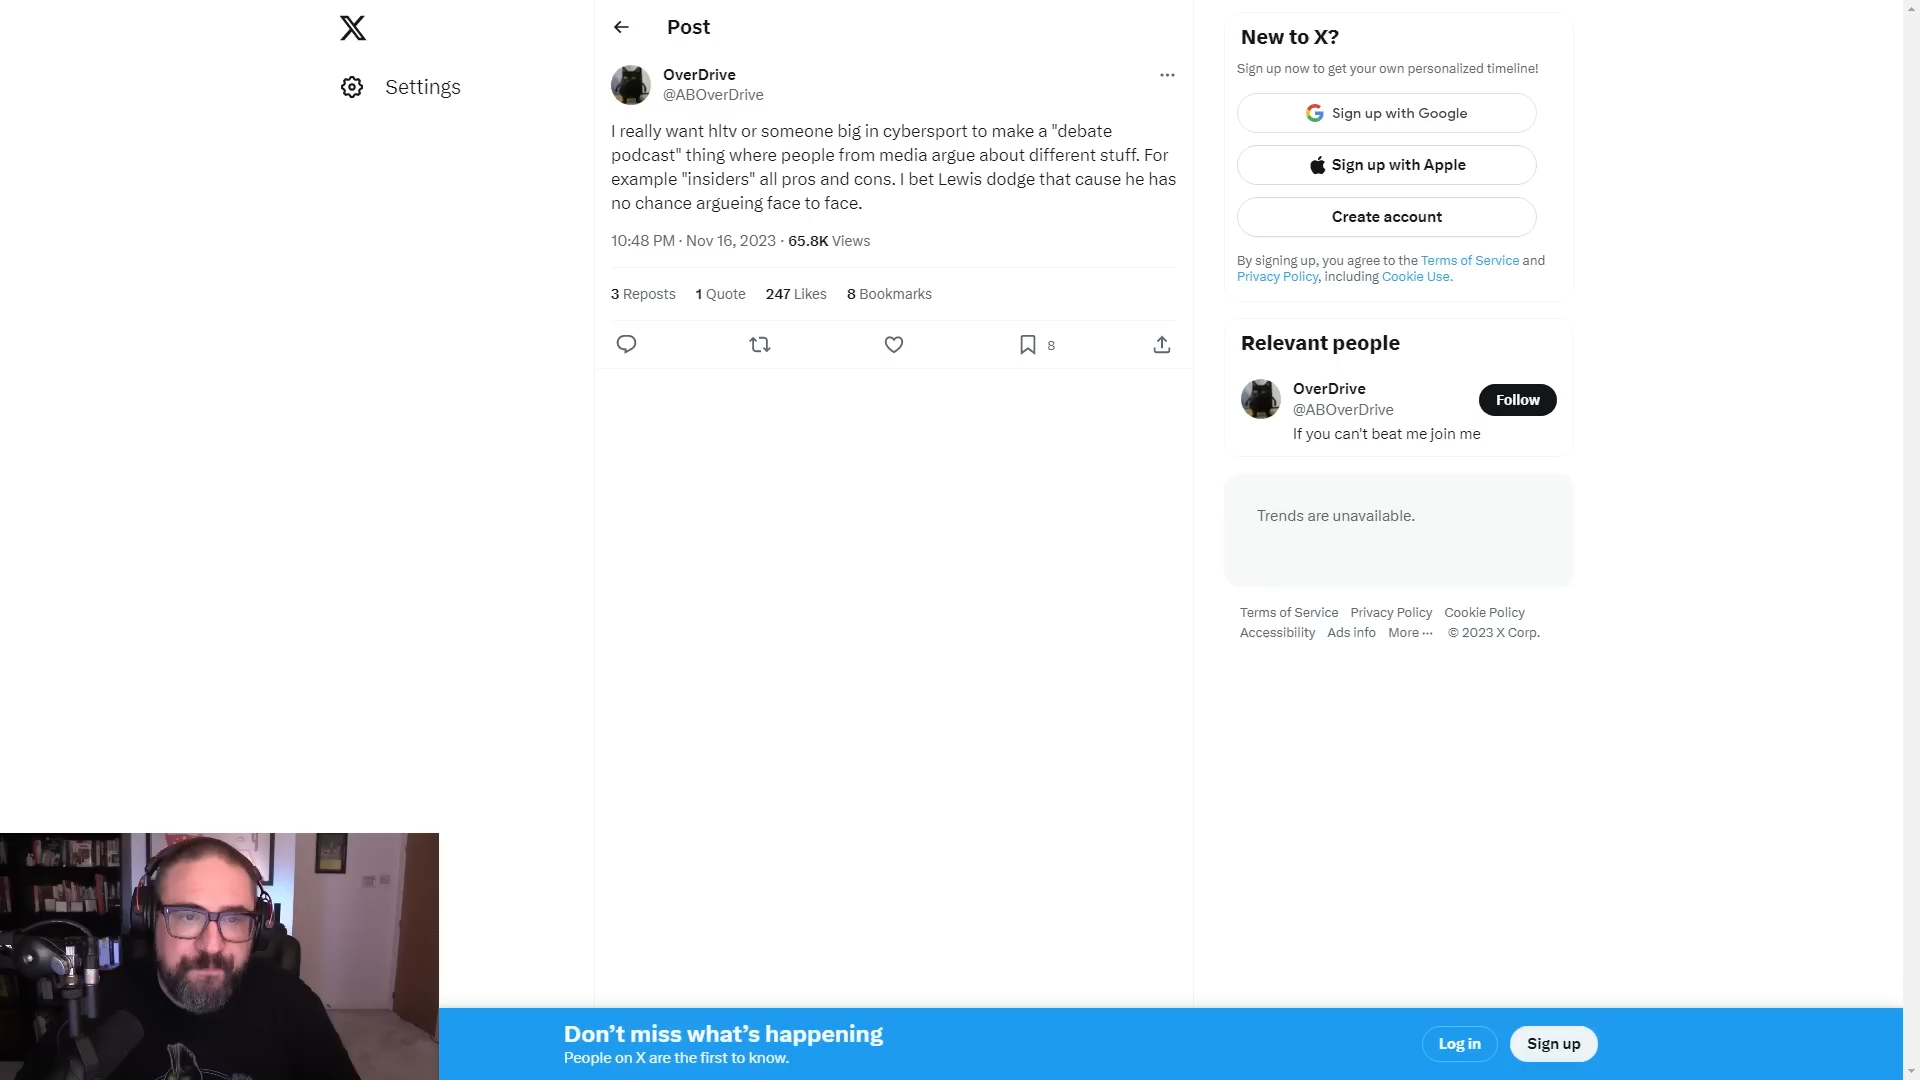 Settings
Post
OverDrive
@ABOverDrive
I really want hltv or someone big in cybersport to make a "debate
podcast" thing where people from media argue about different stuff. For
example "insiders" all pros and cons. I bet Lewis dodge that cause he has
no chance argueing face to face.
10:48 PM · Nov 16, 2023 · 65.8K Views
3 Reposts 1 Quote 247 Likes 8 Bookmarks
8
New to X?
Sign up now to get your own personalized timeline!
Sign up with Google
Sign up with Apple
Create account
By signing up, you agree to the Terms of Service and
Privacy Policy, including Cookie Use.
Relevant people
OverDrive
@ABOverDrive
Follow
If you can't beat me join me
Trends are unavailable.
Terms of Service Privacy Policy Cookie Policy
Accessibility Ads info More ··· © 2023 X Corp.
Don’t miss what’s happening
People on X are the first to know.
Log in
Sign up